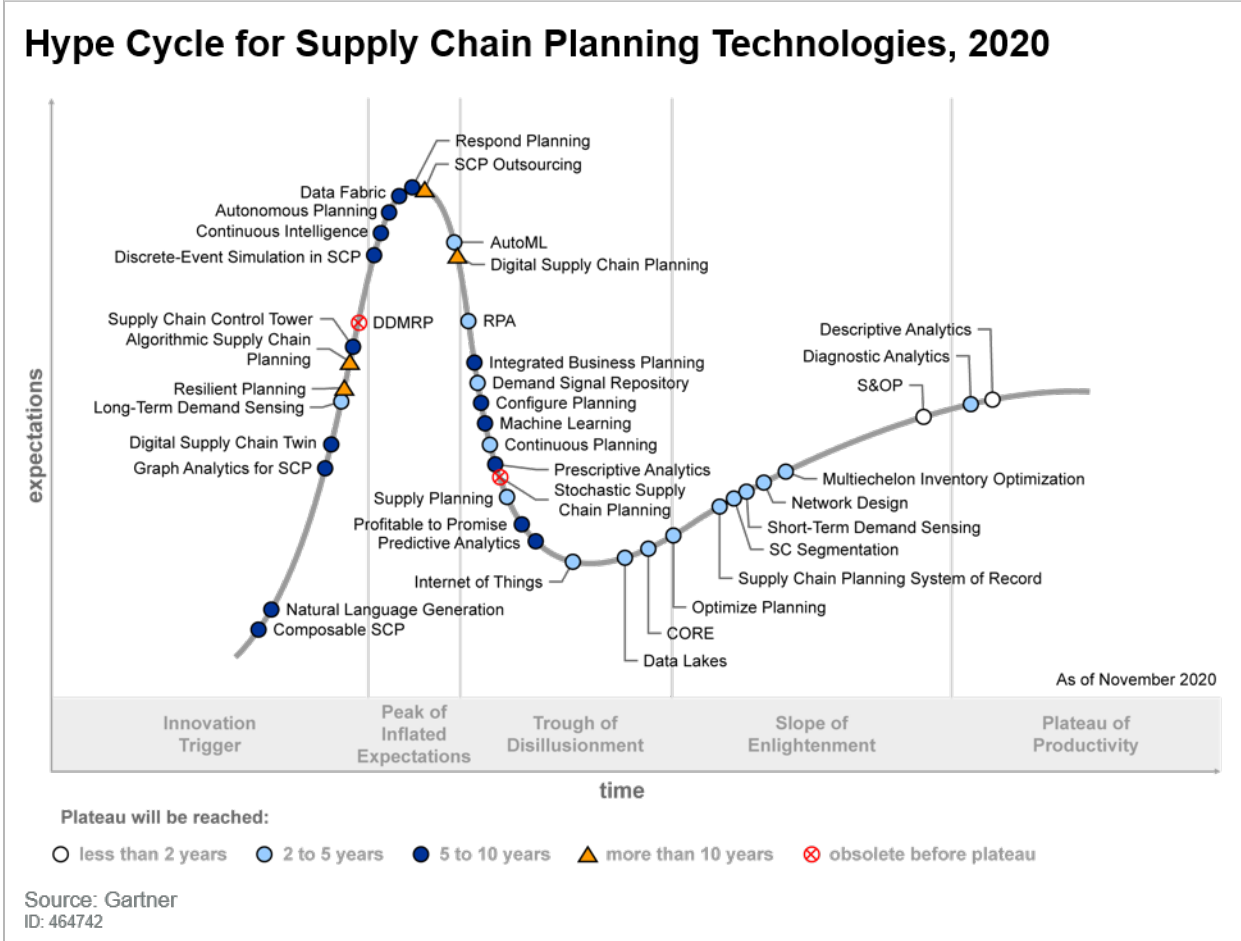 Hype Cycle for Supply Chain Planning Technologies, 2020
expectations
Respond Planning
SCP Outsourcing
Data Fabric
Autonomous Planning
Continuous Intelligence
Discrete-Event Simulation in SCP
AutoML
Digital Supply Chain Planning
Supply Chain Control Tower
DDMRP
RPA
Algorithmic Supply Chain
Planning
Resilient Planning
Long-Term Demand Sensing
Digital Supply Chain Twin
Graph Analytics for SCP
Natural Language Generation
Composable SCP
Integrated Business Planning
Demand Signal Repository
Configure Planning
Machine Learning
Continuous Planning
Prescriptive Analytics
Stochastic Supply
Chain Planning
Supply Planning
Profitable to Promise
Predictive Analytics
Internet of Things
Data Lakes
CORE
Optimize Planning
Supply Chain Planning System of Record
SC Segmentation
Short-Term Demand Sensing
Network Design
Multiechelon Inventory Optimization
S&OP
Diagnostic Analytics
Descriptive Analytics
As of November 2020
Innovation
Trigger
Peak of
Inflated
Expectations
Trough of
Disillusionment
Slope of
Enlightenment
Plateau of
Productivity
time
Plateau will be reached:
less than 2 years
2 to 5 years
5 to 10 years
more than 10 years
obsolete before plateau
Source: Gartner
ID: 464742